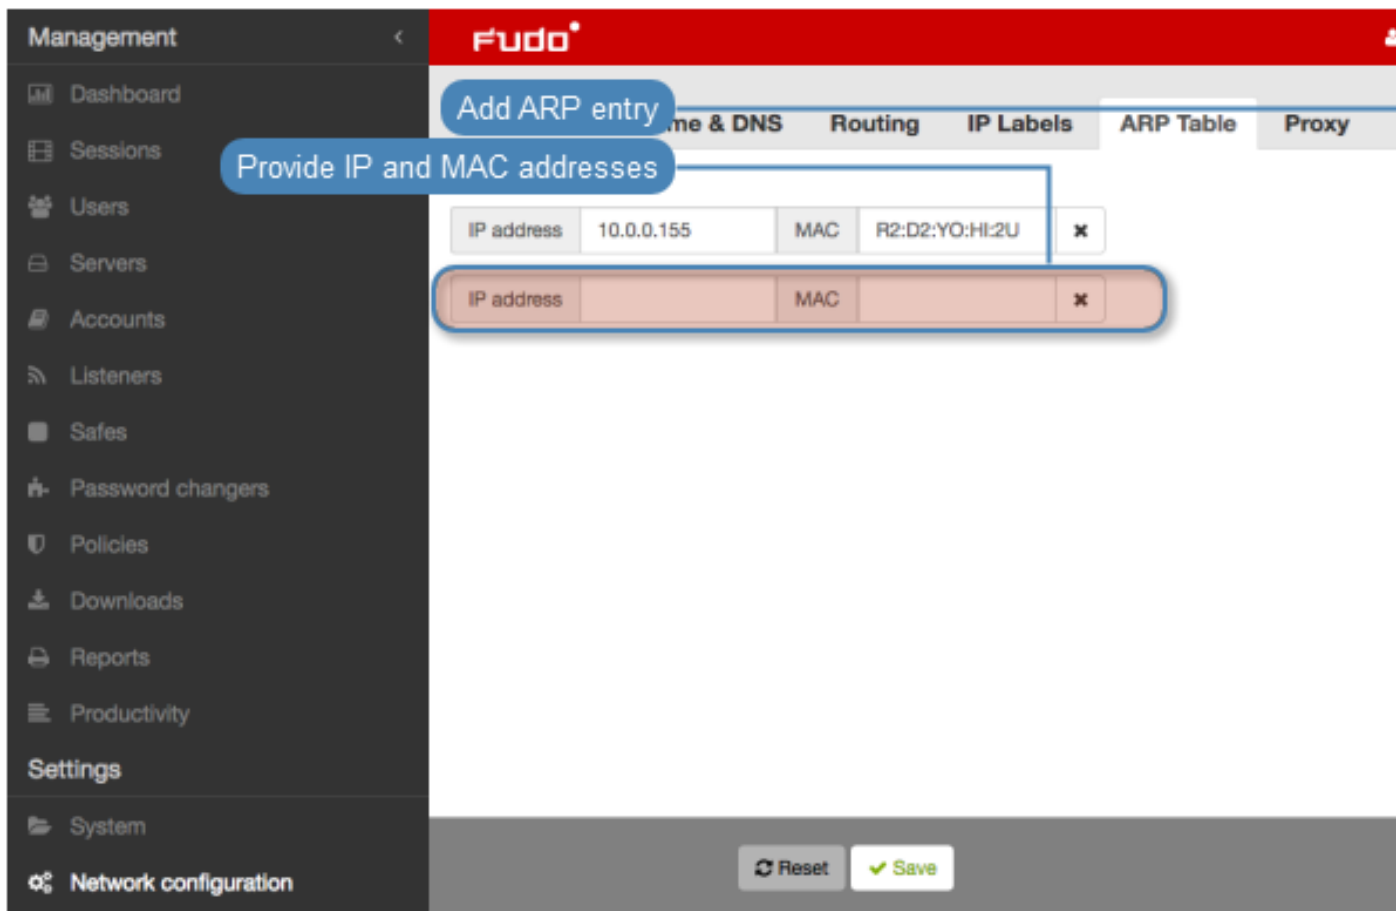 Management
Dashboard
Sessions
Users
Servers
Accounts
Listeners
Safes
Password changers
Policies
Downloads
Reports
Productivity
Settings
System
Network configuration
Fudo
Add ARP entry
me & DNS Routing IP Labels ARP Table Proxy
Provide IP and MAC addresses
IP address 10.0.0.155 MAC R2:D2:YO:HI:2U
IP address MAC
Reset Save